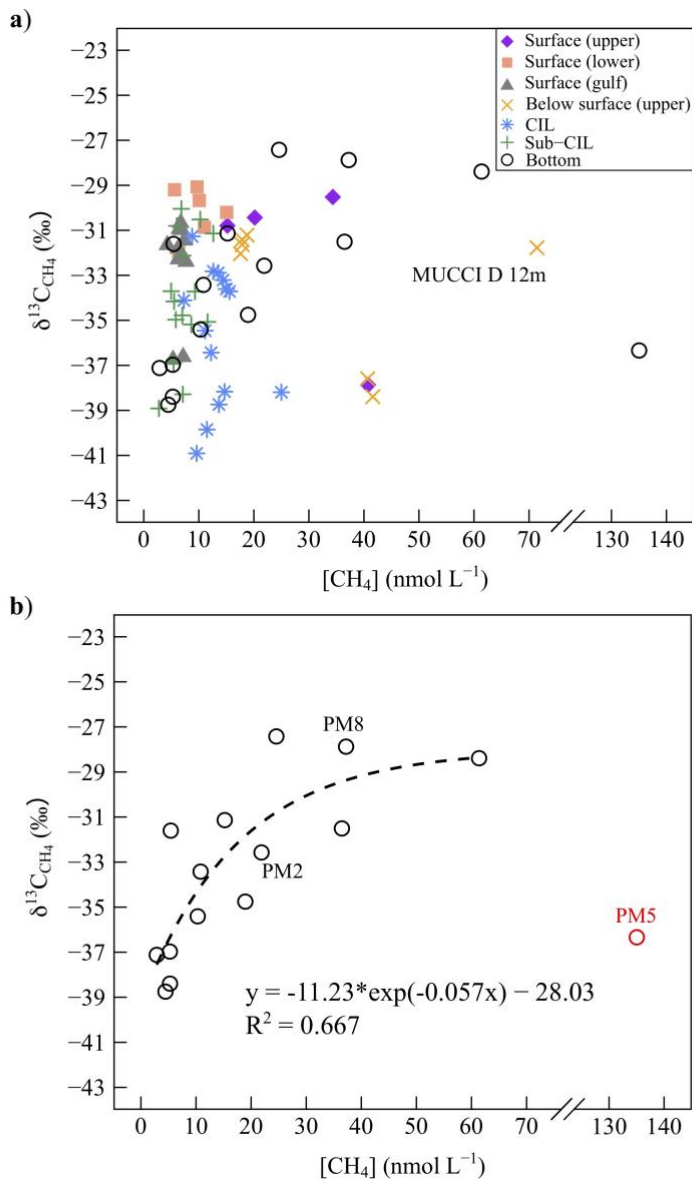 a)
−23
−25
−27
−29
−31
−33
−35
−37
−39
−41
−43
δ¹³C_CH₄ (‰)
Surface (upper)
Surface (lower)
Surface (gulf)
Below surface (upper)
CIL
Sub−CIL
Bottom
MUCCI D 12m
0 10 20 30 40 50 60 70 130 140
[CH₄] (nmol L⁻¹)
b)
−23
−25
−27
−29
−31
−33
−35
−37
−39
−41
−43
δ¹³C_CH₄ (‰)
PM8
PM2
PM5
y = -11.23*exp(-0.057x) − 28.03
R² = 0.667
0 10 20 30 40 50 60 70 130 140
[CH₄] (nmol L⁻¹)